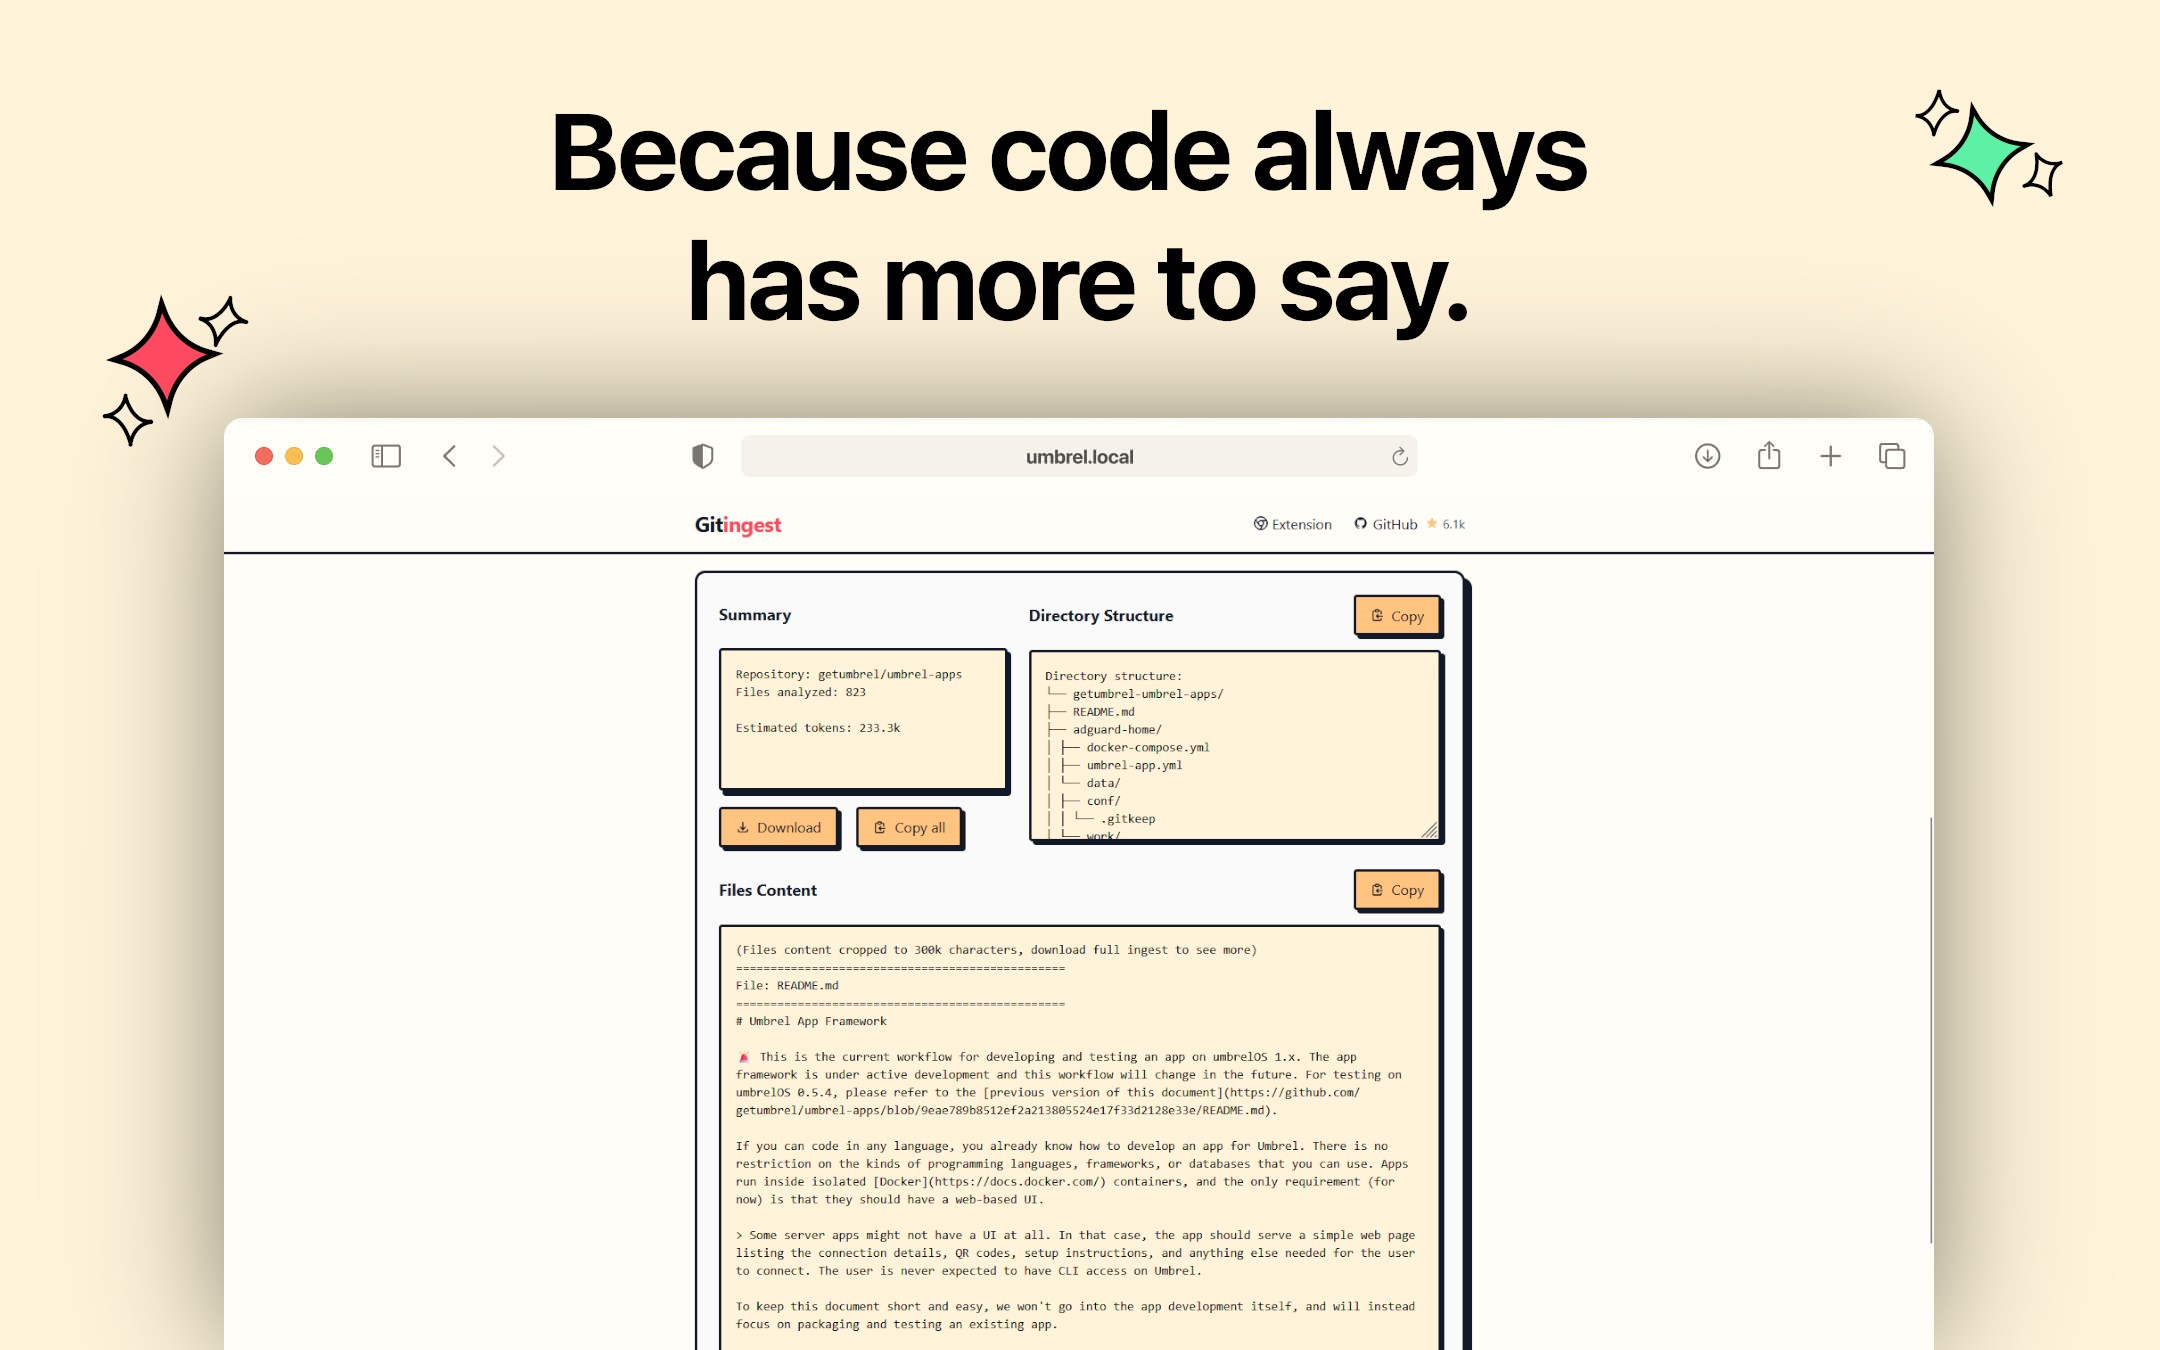 Because code always
has more to say.
umbrel.local
Gitingest
Extension
GitHub
6.1k
Summary
Directory Structure
Copy
Repository: getumbrel/umbrel-apps
Files analyzed: 823
Estimated tokens: 233.3k
Directory structure:
└── getumbrel-umbrel-apps/
├── README.md
├── adguard-home/
│ ├── docker-compose.yml
│ ├── umbrel-app.yml
│ └── data/
│ ├── conf/
│ │ └── .gitkeep
│ └── work/
Download
Copy all
Files Content
Copy
(Files content cropped to 300k characters, download full ingest to see more)
================================================
File: README.md
================================================
# Umbrel App Framework
🚨 This is the current workflow for developing and testing an app on umbrelOS 1.x. The app
framework is under active development and this workflow will change in the future. For testing on
umbrelOS 0.5.4, please refer to the [previous version of this document](https://github.com/
getumbrel/umbrel-apps/blob/9eae789b8512ef2a213805524e17f33d2128e33e/README.md).
If you can code in any language, you already know how to develop an app for Umbrel. There is no
restriction on the kinds of programming languages, frameworks, or databases that you can use. Apps
run inside isolated [Docker](https://docs.docker.com/) containers, and the only requirement (for
now) is that they should have a web-based UI.
> Some server apps might not have a UI at all. In that case, the app should serve a simple web page
listing the connection details, QR codes, setup instructions, and anything else needed for the user
to connect. The user is never expected to have CLI access on Umbrel.
To keep this document short and easy, we won't go into the app development itself, and will instead
focus on packaging and testing an existing app.